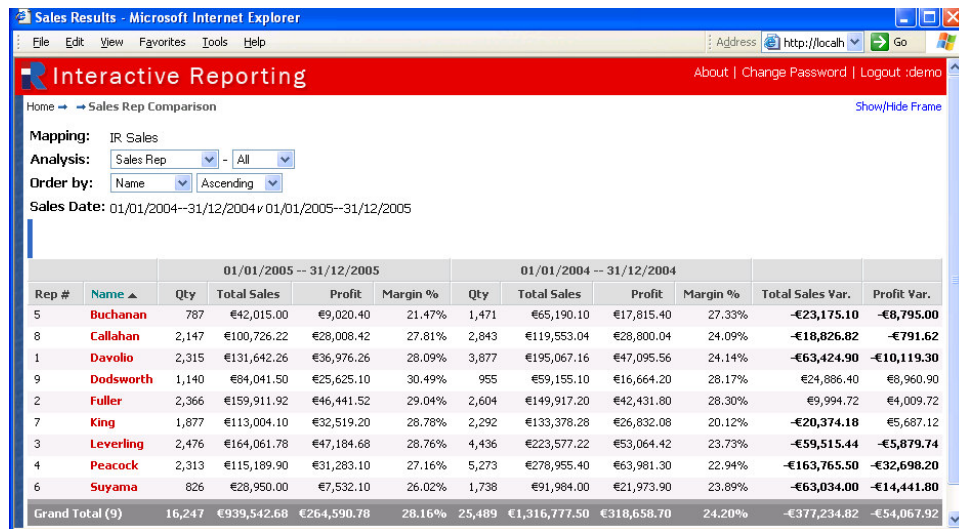 Sales Results - Microsoft Internet Explorer
File Edit View Favorites Tools Help Address http://localh Go
Interactive Reporting About | Change Password | Logout :demo
Home Sales Rep Comparison Show/Hide Frame
Mapping: IR Sales
Analysis: Sales Rep - All
Order by: Name Ascending
Sales Date: 01/01/2004--31/12/2004 v 01/01/2005--31/12/2005
01/01/2005 -- 31/12/2005 01/01/2004 -- 31/12/2004
Rep # Name Qty Total Sales Profit Margin % Qty Total Sales Profit Margin % Total Sales Var. Profit Var.
5 Buchanan 787 €42,015.00 €9,020.40 21.47% 1,471 €65,190.10 €17,815.40 27.33% -€23,175.10 -€8,795.00
8 Callahan 2,147 €100,726.22 €28,008.42 27.81% 2,843 €119,553.04 €28,800.04 24.09% -€18,826.82 -€791.62
1 Davolio 2,315 €131,642.26 €36,976.26 28.09% 3,877 €195,067.16 €47,095.56 24.14% -€63,424.90 -€10,119.30
9 Dodsworth 1,140 €84,041.50 €25,625.10 30.49% 955 €59,155.10 €16,664.20 28.17% €24,886.40 €8,960.90
2 Fuller 2,366 €159,911.92 €46,441.52 29.04% 2,604 €149,917.20 €42,431.80 28.30% €9,994.72 €4,009.72
7 King 1,877 €113,004.10 €32,519.20 28.78% 2,292 €133,378.28 €26,832.08 20.12% -€20,374.18 €5,687.12
3 Leverling 2,476 €164,061.78 €47,184.68 28.76% 4,436 €223,577.22 €53,064.42 23.73% -€59,515.44 -€5,879.74
4 Peacock 2,313 €115,189.90 €31,283.10 27.16% 5,273 €278,955.40 €63,981.30 22.94% -€163,765.50 -€32,698.20
6 Suyama 826 €28,950.00 €7,532.10 26.02% 1,738 €91,984.00 €21,973.90 23.89% -€63,034.00 -€14,441.80
Grand Total (9) 16,247 €939,542.68 €264,590.78 28.16% 25,489 €1,316,777.50 €318,658.70 24.20% -€377,234.82 -€54,067.92